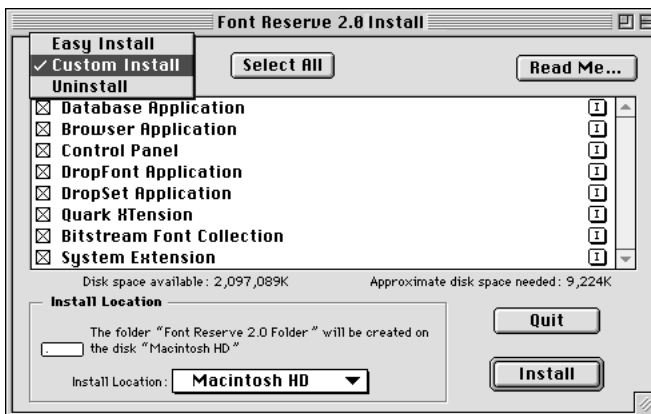 Font Reserve 2.0 Install
Easy Install
✓ Custom Install
Uninstall
Select All
Read Me...
Database Application
Browser Application
Control Panel
DropFont Application
DropSet Application
Quark XTension
Bitstream Font Collection
System Extension
Disk space available: 2,097,089K
Approximate disk space needed: 9,224K
Install Location
The folder “Font Reserve 2.0 Folder” will be created on
the disk “Macintosh HD”
Install Location:
Macintosh HD
Quit
Install